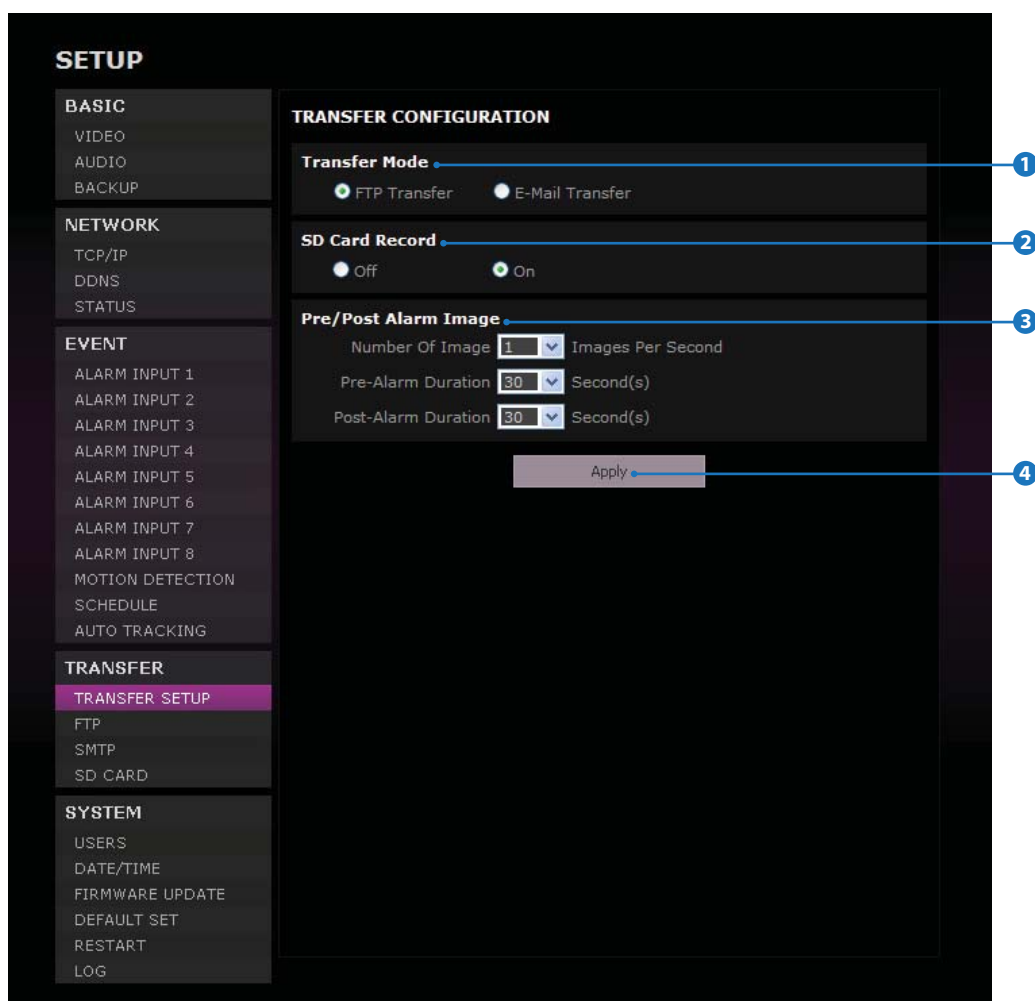 SETUP
BASIC
VIDEO
AUDIO
BACKUP
NETWORK
TCP/IP
DDNS
STATUS
EVENT
ALARM INPUT 1
ALARM INPUT 2
ALARM INPUT 3
ALARM INPUT 4
ALARM INPUT 5
ALARM INPUT 6
ALARM INPUT 7
ALARM INPUT 8
MOTION DETECTION
SCHEDULE
AUTO TRACKING
TRANSFER
TRANSFER SETUP
FTP
SMTP
SD CARD
SYSTEM
USERS
DATE/TIME
FIRMWARE UPDATE
DEFAULT SET
RESTART
LOG
TRANSFER CONFIGURATION
Transfer Mode 1
FTP Transfer E-Mail Transfer
SD Card Record 2
Off On
Pre/Post Alarm Image 3
Number Of Image 1 Images Per Second
Pre-Alarm Duration 30 Second(s)
Post-Alarm Duration 30 Second(s)
Apply 4